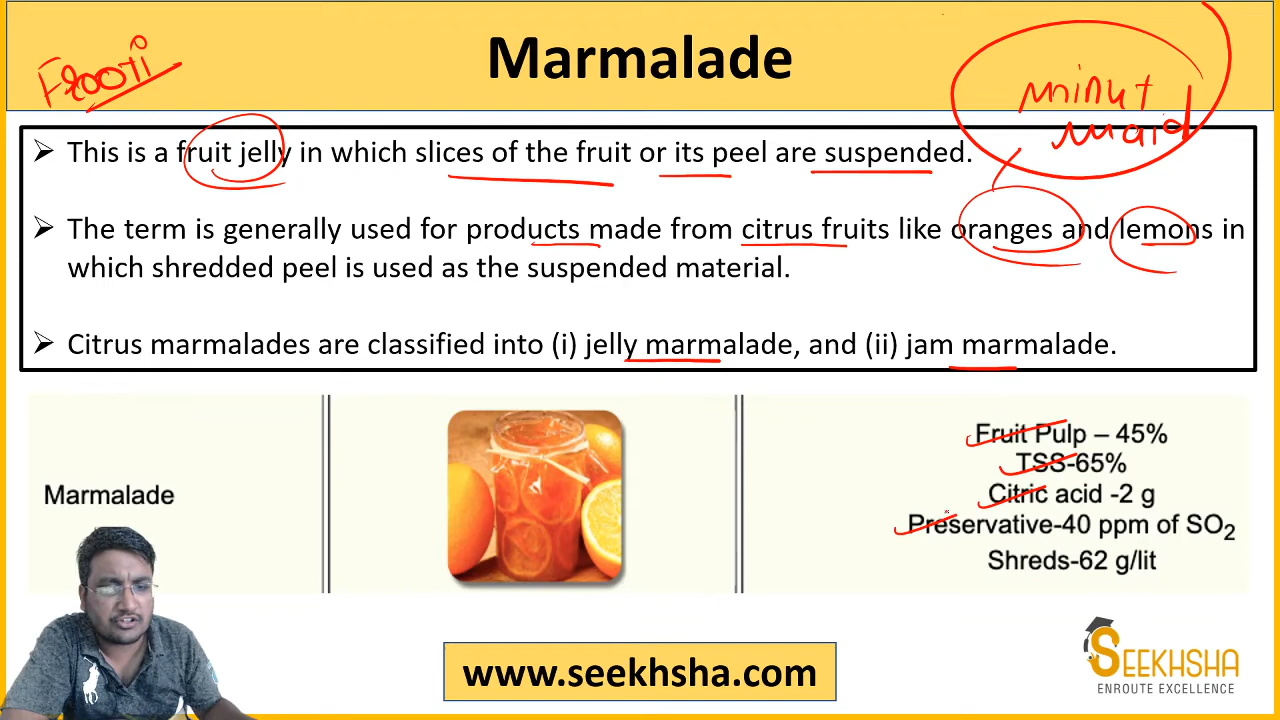 Marmalade
Frooti
minut
maid
➤ This is a fruit jelly in which slices of the fruit or its peel are suspended.
➤ The term is generally used for products made from citrus fruits like oranges and lemons in
which shredded peel is used as the suspended material.
➤ Citrus marmalades are classified into (i) jelly marmalade, and (ii) jam marmalade.
Marmalade
Fruit Pulp – 45%
TSS-65%
Citric acid -2 g
Preservative-40 ppm of SO₂
Shreds-62 g/lit
www.seekhsha.com
SEEKHSHA
ENROUTE EXCELLENCE